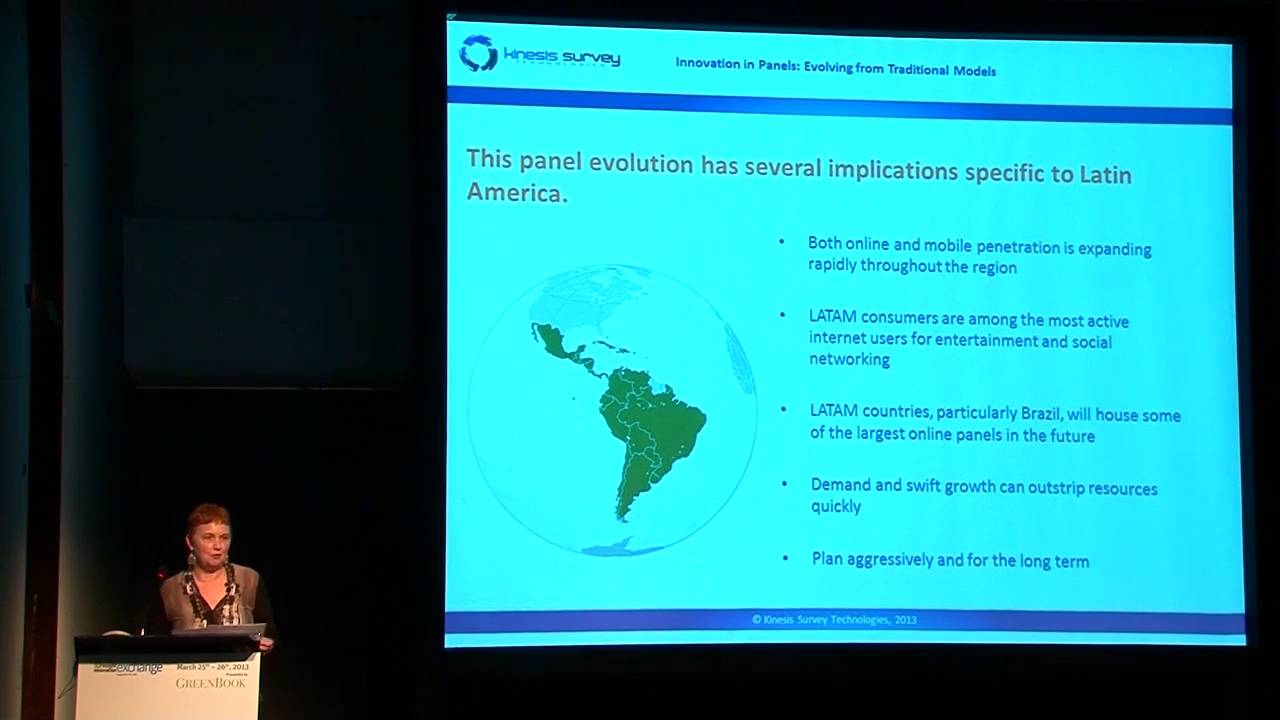 kinesis survey
TECHNOLOGIES
Innovation in Panels: Evolving from Traditional Models
This panel evolution has several implications specific to Latin
America.
• Both online and mobile penetration is expanding
rapidly throughout the region
• LATAM consumers are among the most active
internet users for entertainment and social
networking
• LATAM countries, particularly Brazil, will house some
of the largest online panels in the future
• Demand and swift growth can outstrip resources
quickly
• Plan aggressively and for the long term
© Kinesis Survey Technologies, 2013
exchange
March 25th – 26th, 2013
Presented by
GREENBOOK